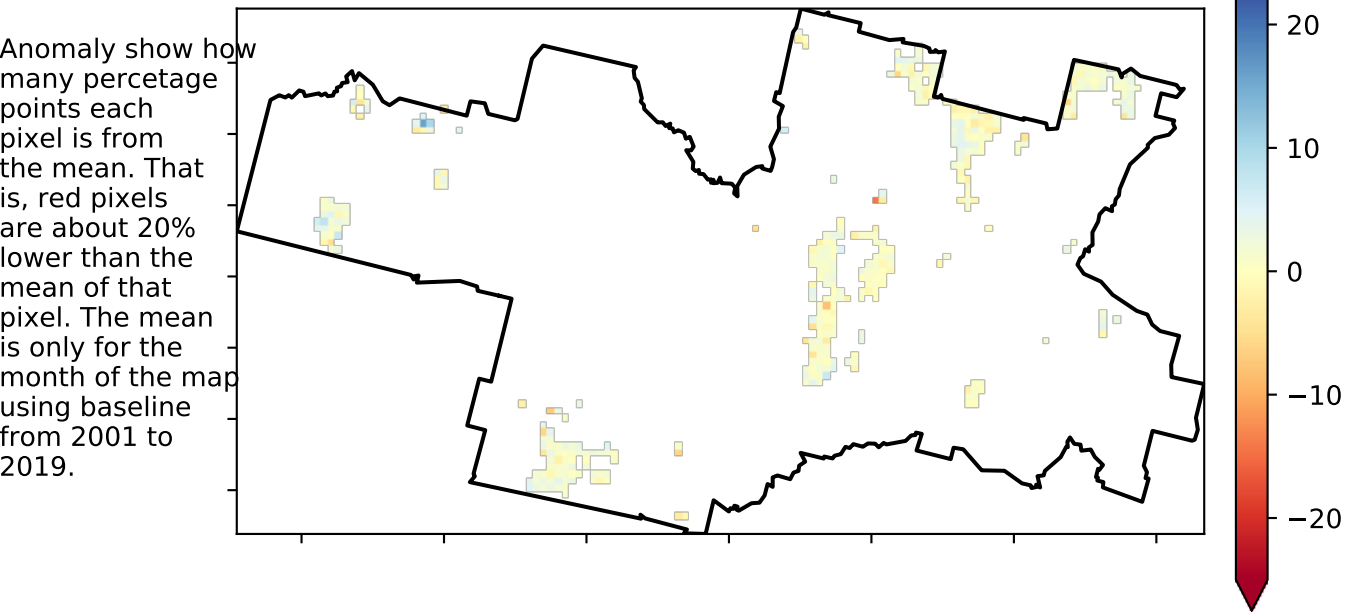 Anomaly show how
many percetage
points each
pixel is from
the mean. That
is, red pixels
are about 20%
lower than the
mean of that
pixel. The mean
is only for the
month of the map
using baseline
from 2001 to
2019.
20
10
0
−10
−20